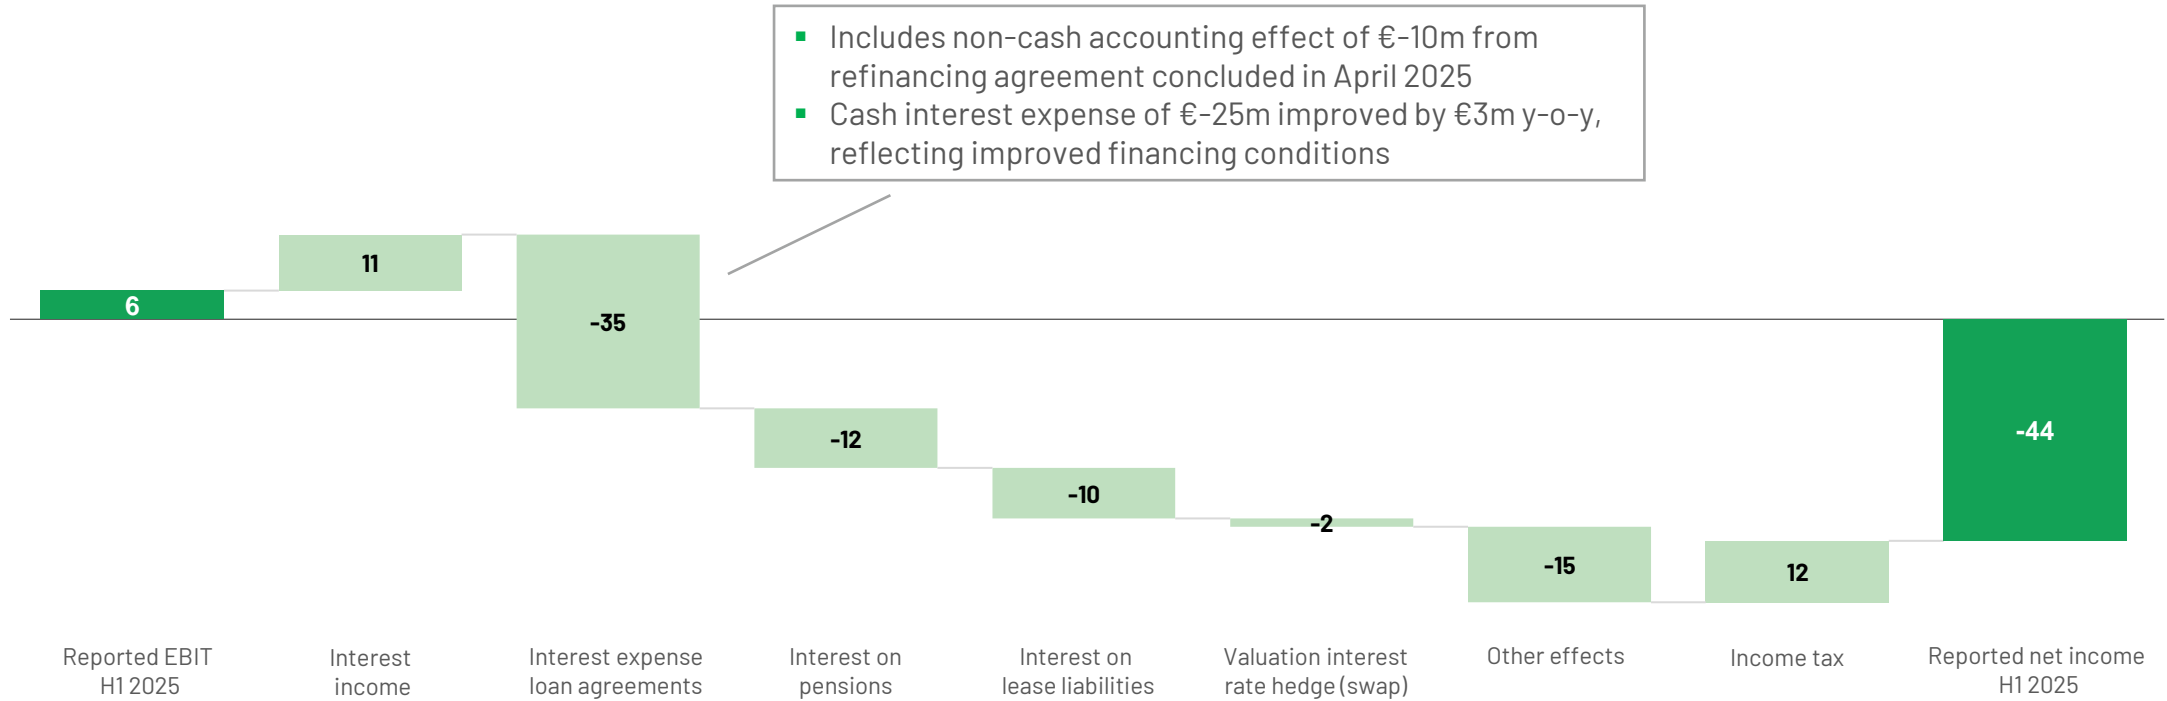 ▪ Includes non-cash accounting effect of €-10m from
refinancing agreement concluded in April 2025
▪ Cash interest expense of €-25m improved by €3m y-o-y,
reflecting improved financing conditions
6
11
-35
-12
-10
-2
-15
12
-44
Reported EBIT
H1 2025
Interest
income
Interest expense
loan agreements
Interest on
pensions
Interest on
lease liabilities
Valuation interest
rate hedge (swap)
Other effects
Income tax
Reported net income
H1 2025